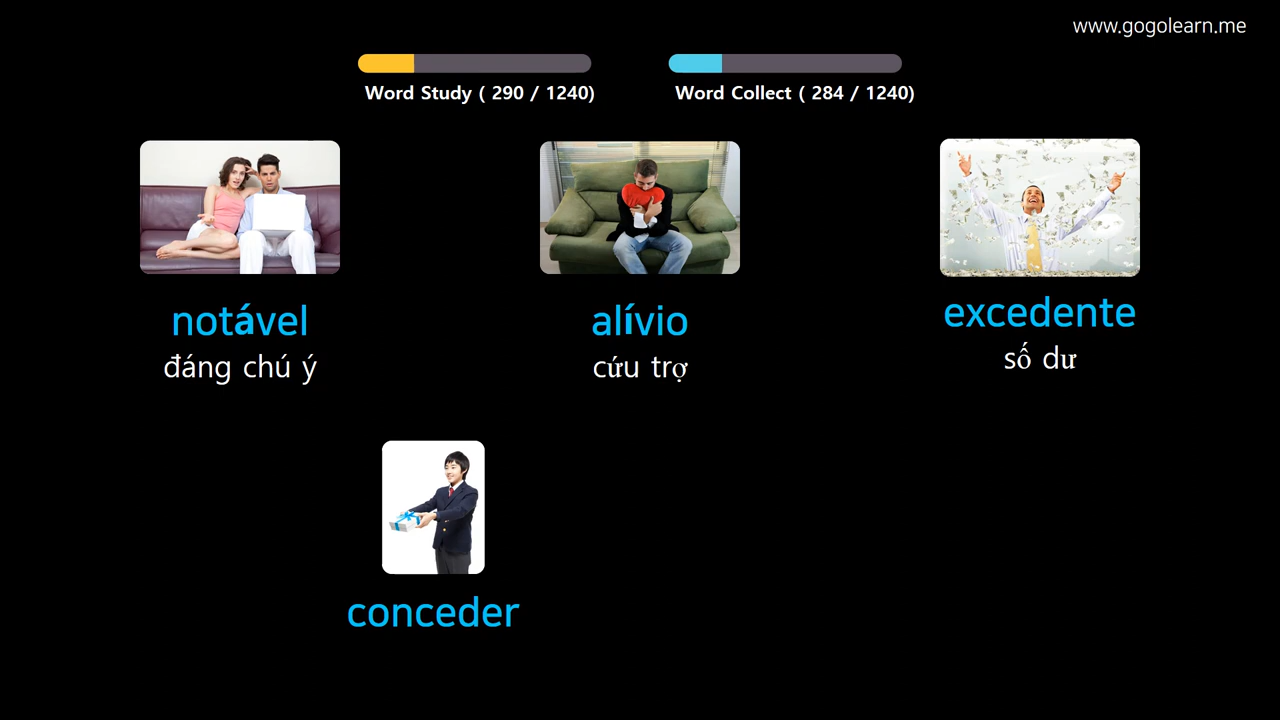 www.gogolearn.me
Word Study ( 290 / 1240)
Word Collect ( 284 / 1240)
notável
đáng chú ý
alívio
cứu trợ
excedente
số dư
conceder